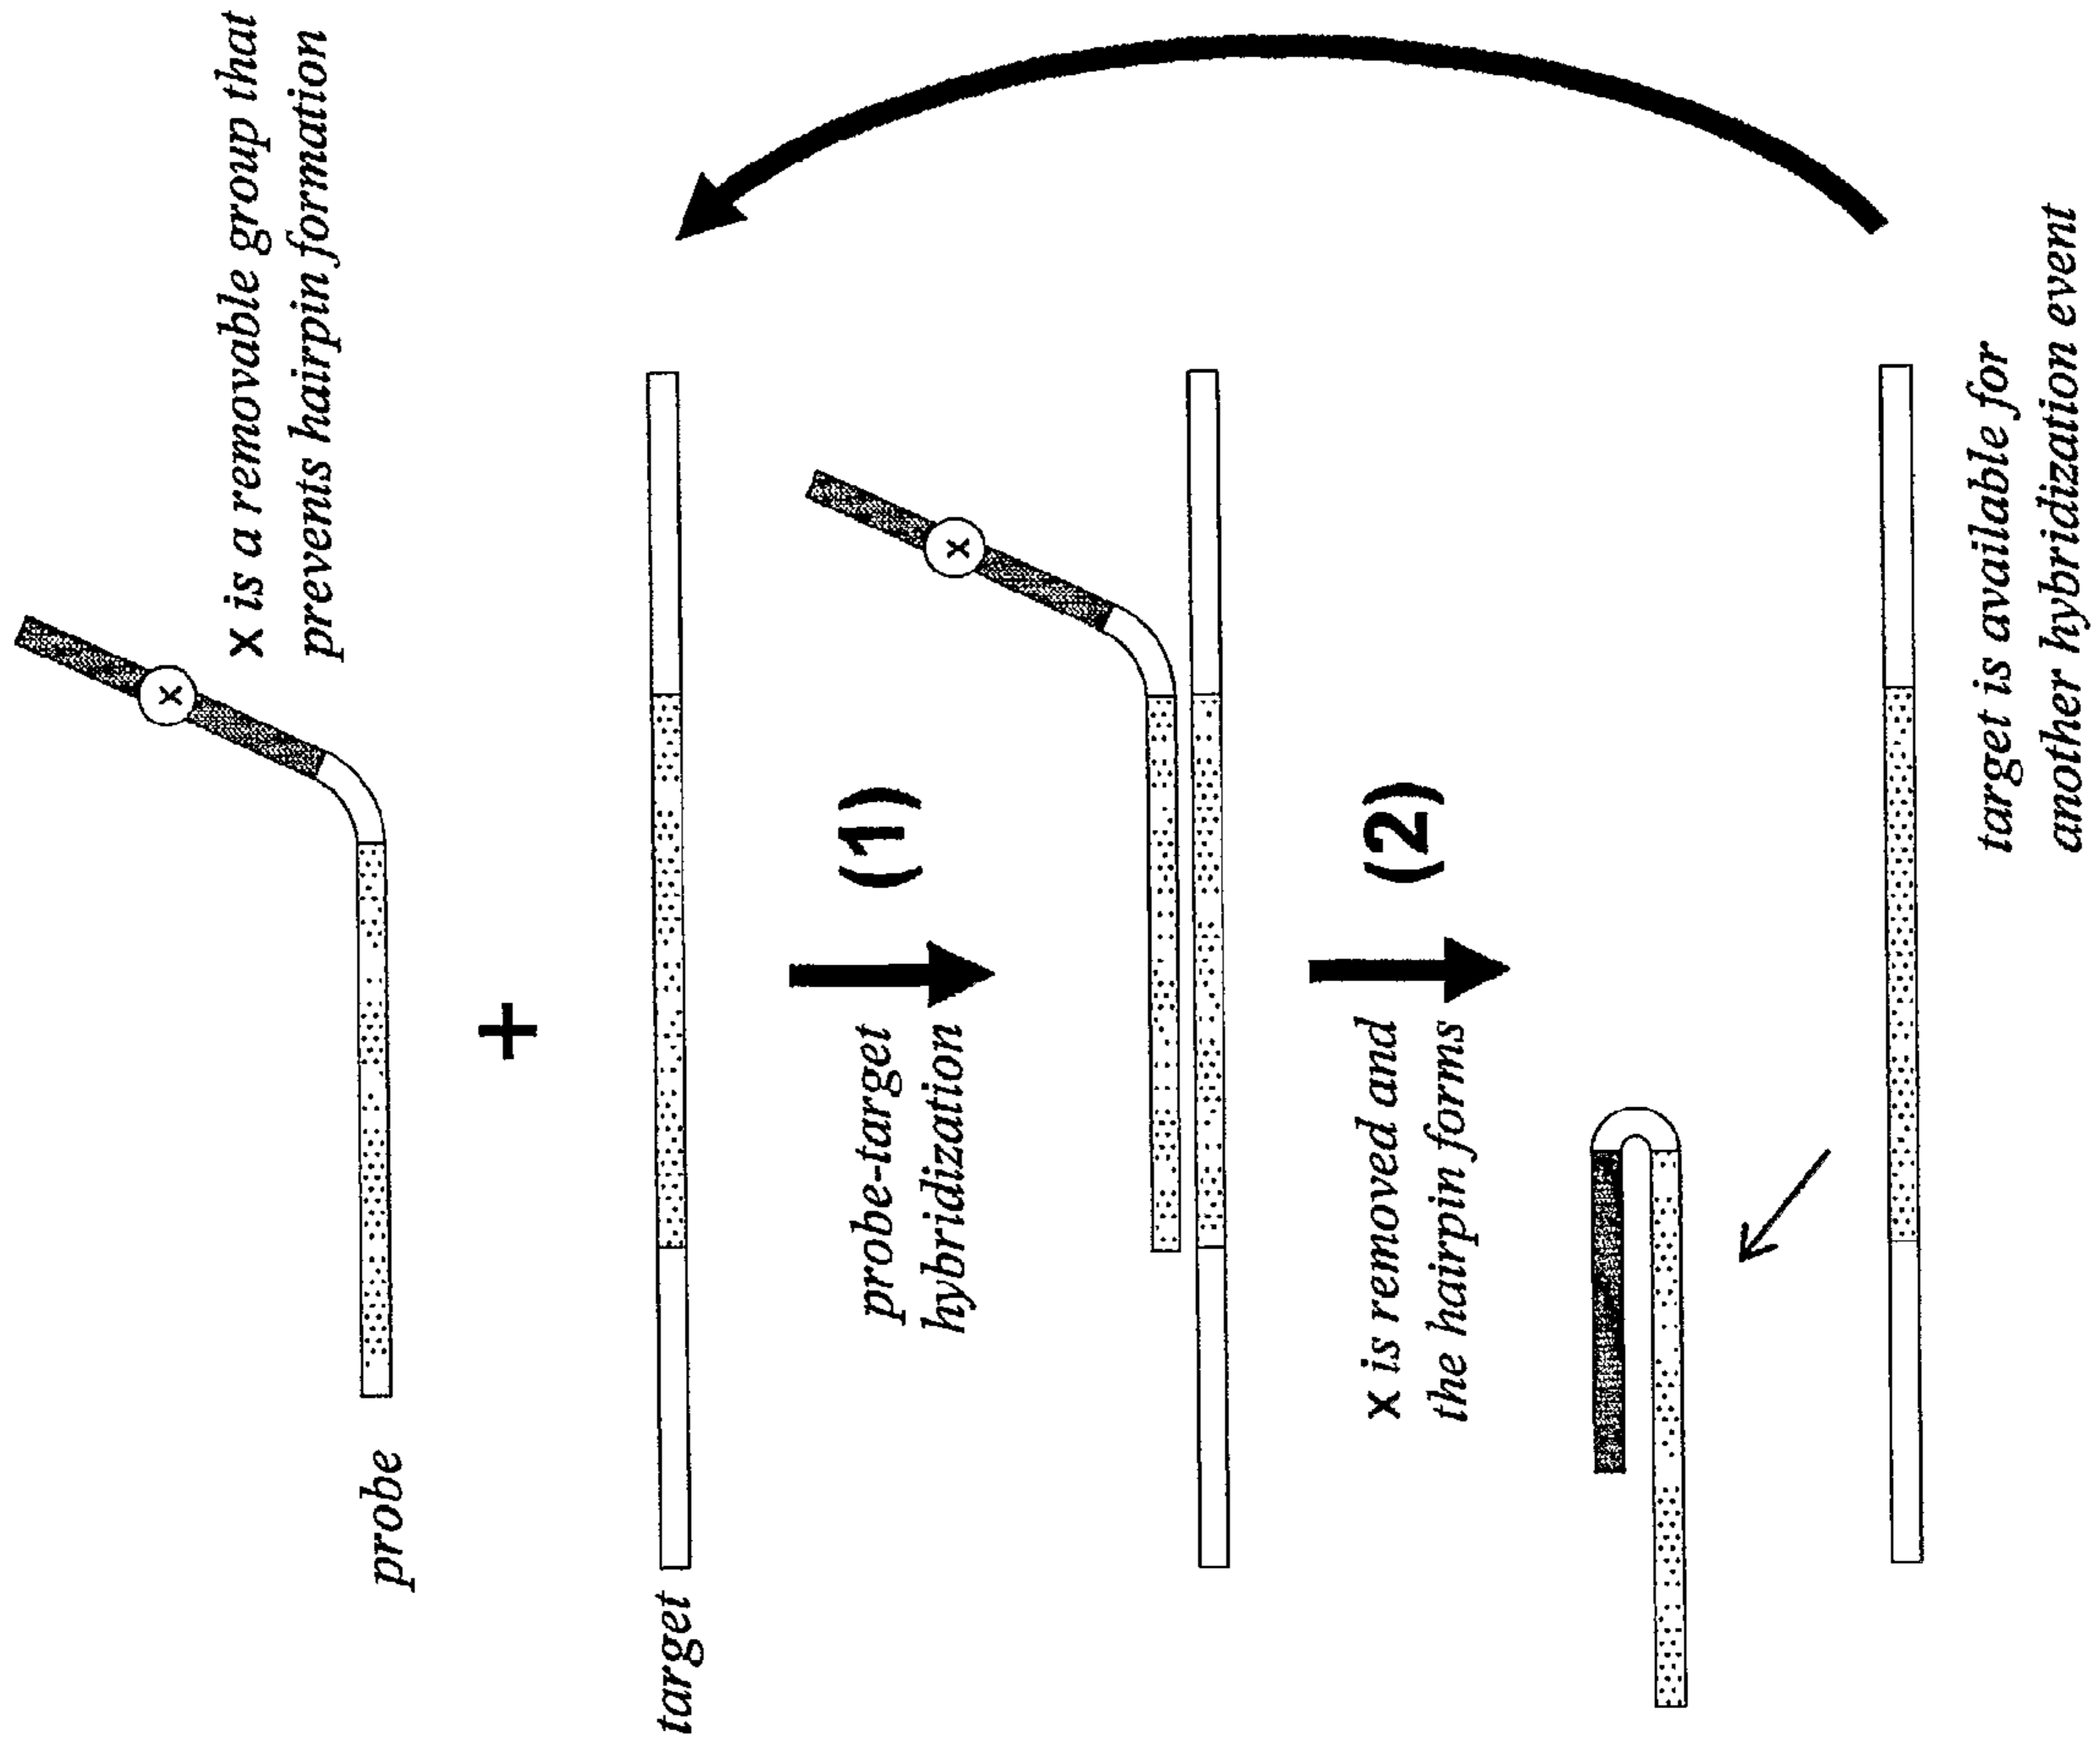 x is a removable group that
prevents hairpin formation
x
probe
+
target
probe-target
hybridization
(1)
x
x is removed and
the hairpin forms
(2)
target is available for
another hybridization event